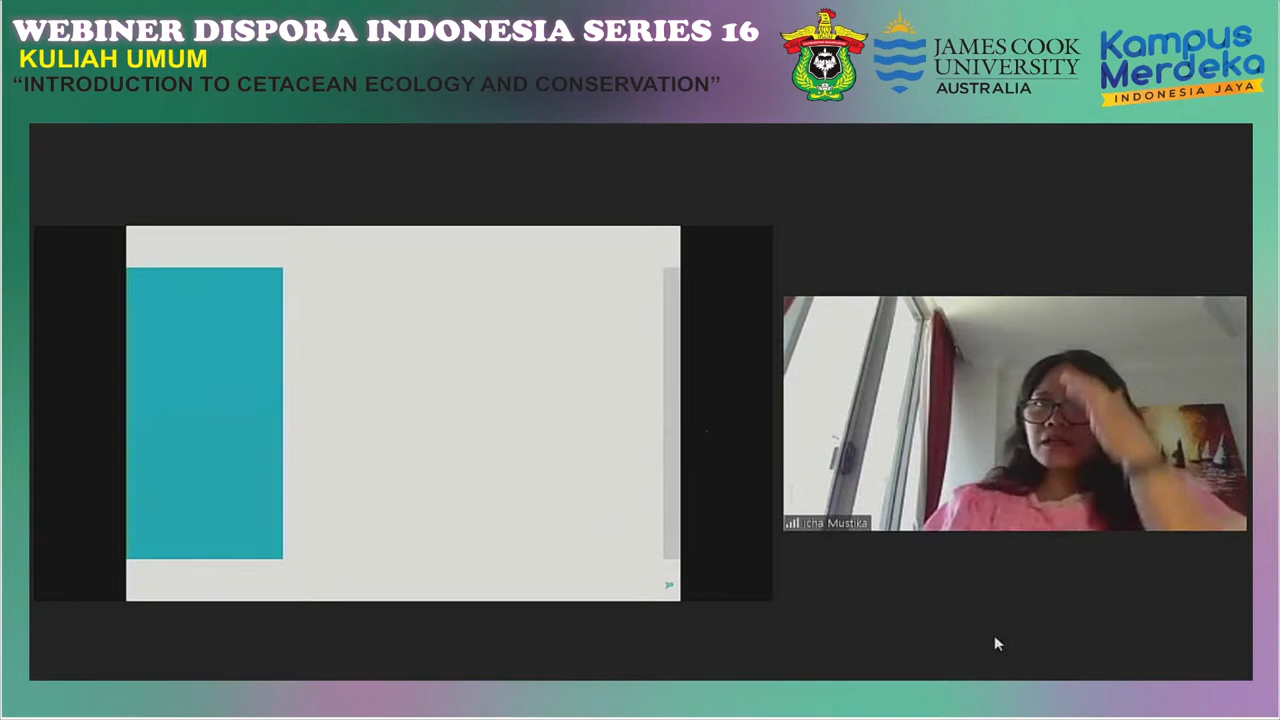 WEBINER DISPORA INDONESIA SERIES 16
KULIAH UMUM
“INTRODUCTION TO CETACEAN ECOLOGY AND CONSERVATION”
JAMES COOK
UNIVERSITY
AUSTRALIA
Kampus
Merdeka
INDONESIA JAYA
Icha Mustika